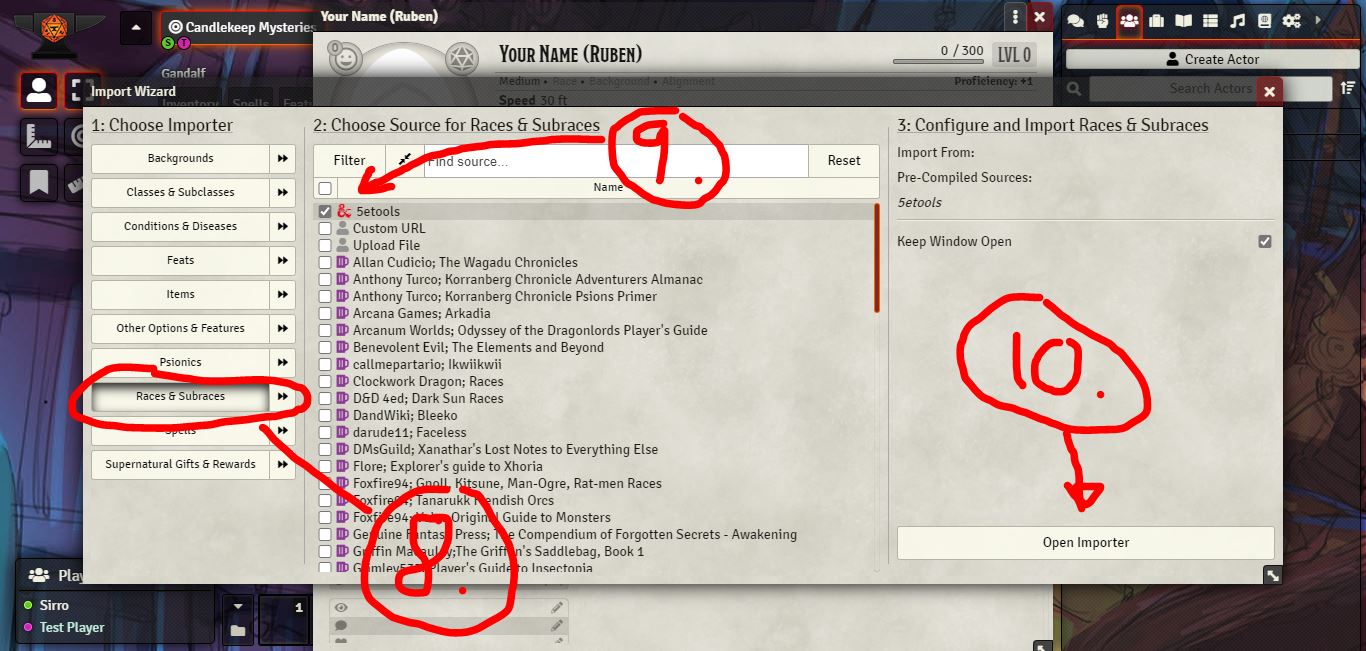 Your Name (Ruben)
Candlekeep Mysteries
S T
Gandalf
Inventory Spells Featu
0
YOUR NAME (RUBEN)
0 / 300
LVL 0
Medium • Race • Background • Alignment
Proficiency: +1
Speed 30 ft
Create Actor
Search Actors
Import Wizard
1: Choose Importer
Backgrounds
Classes & Subclasses
Conditions & Diseases
Feats
Items
Other Options & Features
Psionics
Races & Subraces
Spells
Supernatural Gifts & Rewards
2: Choose Source for Races & Subraces
Filter
Find source...
Reset
Name
5etools
Custom URL
Upload File
Allan Cudicio; The Wagadu Chronicles
Anthony Turco; Korranberg Chronicle Adventurers Almanac
Anthony Turco; Korranberg Chronicle Psions Primer
Arcana Games; Arkadia
Arcanum Worlds; Odyssey of the Dragonlords Player's Guide
Benevolent Evil; The Elements and Beyond
callmepartario; Ikwiikwii
Clockwork Dragon; Races
D&D 4ed; Dark Sun Races
DandWiki; Bleeko
darude11; Faceless
DMsGuild; Xanathar's Lost Notes to Everything Else
Flore; Explorer's guide to Xhoria
Foxfire94; Gnoll, Kitsune, Man-Ogre, Rat-men Races
Foxfire94; Tanarukk Fiendish Orcs
Foxfire94; Original Guide to Monsters
Genuine Fantasy Press; The Compendium of Forgotten Secrets - Awakening
Griffin Macaulay;The Griffin's Saddlebag, Book 1
Player's Guide to Insectonia
3: Configure and Import Races & Subraces
Import From:
Pre-Compiled Sources:
5etools
Keep Window Open
Open Importer
8.
9.
10.
Play
Sirro
Test Player
1